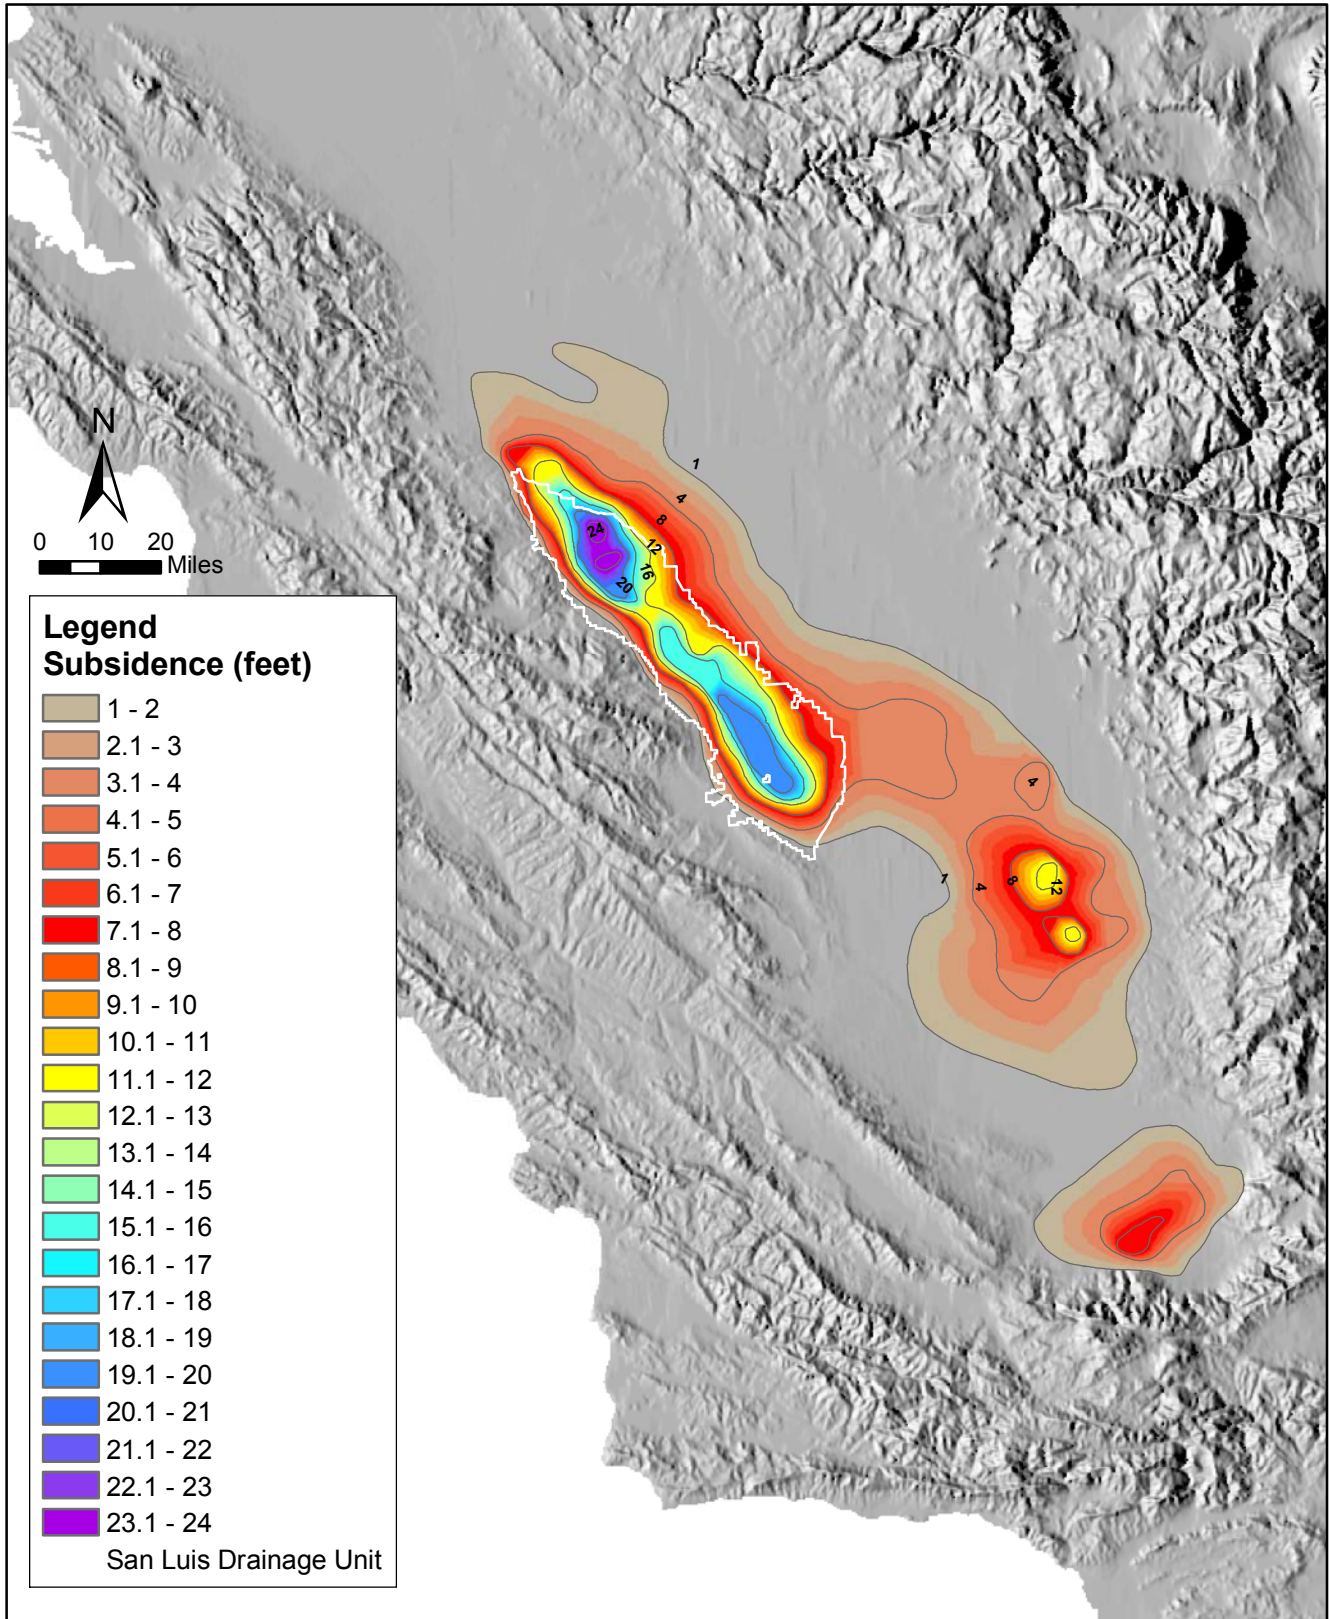 1
4
8
24
12
16
20
N
0 10 20
Miles
4
1
4
8
12
Legend
Subsidence (feet)
1 - 2
2.1 - 3
3.1 - 4
4.1 - 5
5.1 - 6
6.1 - 7
7.1 - 8
8.1 - 9
9.1 - 10
10.1 - 11
11.1 - 12
12.1 - 13
13.1 - 14
14.1 - 15
15.1 - 16
16.1 - 17
17.1 - 18
18.1 - 19
19.1 - 20
20.1 - 21
21.1 - 22
22.1 - 23
23.1 - 24
San Luis Drainage Unit